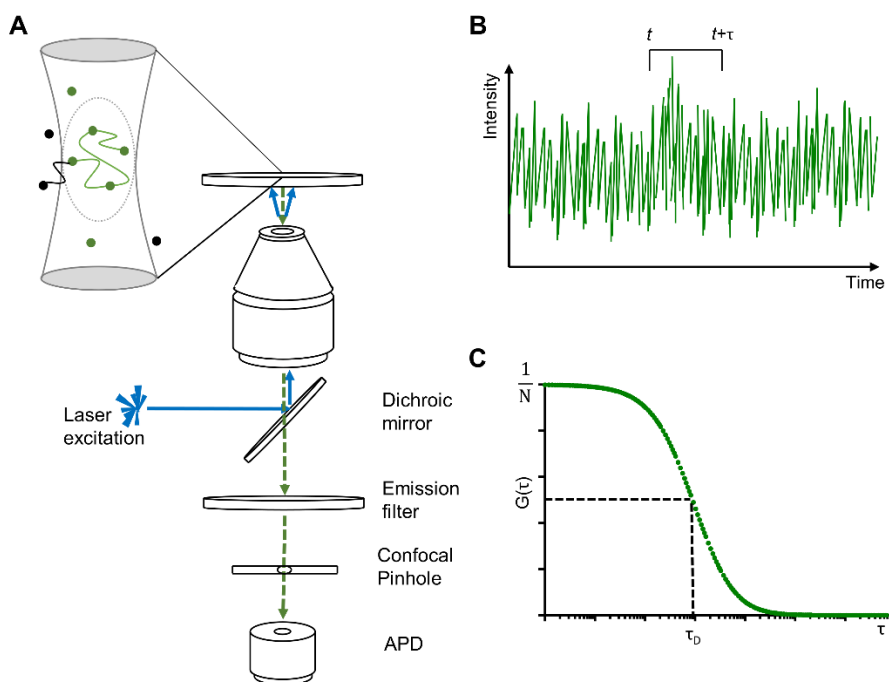 A
Laser
excitation
Dichroic
mirror
Emission
filter
Confocal
Pinhole
APD
B
t
t+τ
Intensity
Time
C
1
N
G(τ)
τD
τ